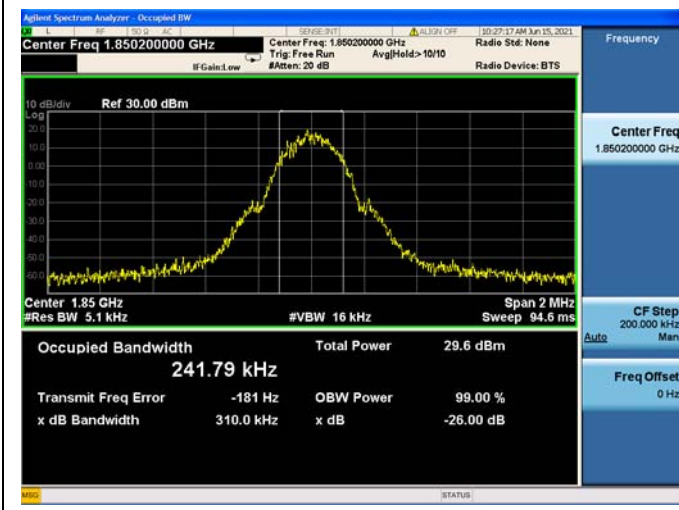 Agilent Spectrum Analyzer - Occupied BW
L RF 50 Ω AC SENSE:INT ALIGN OFF 10:27:17 AM Jun 15, 2021
Center Freq 1.850200000 GHz
Center Freq: 1.850200000 GHz Radio Std: None
Trig: Free Run Avg|Hold:>10/10
IFGain:Low #Atten: 20 dB Radio Device: BTS
10 dB/div Ref 30.00 dBm
Log
20.0
10.0
0.00
-10.0
-20.0
-30.0
-40.0
-50.0
-60.0
Center 1.85 GHz Span 2 MHz
#Res BW 5.1 kHz #VBW 16 kHz Sweep 94.6 ms
Occupied Bandwidth Total Power 29.6 dBm
241.79 kHz
Transmit Freq Error -181 Hz OBW Power 99.00 %
x dB Bandwidth 310.0 kHz x dB -26.00 dB
MSG STATUS
Frequency
Center Freq
1.850200000 GHz
CF Step
200.000 kHz
Auto Man
Freq Offset
0 Hz